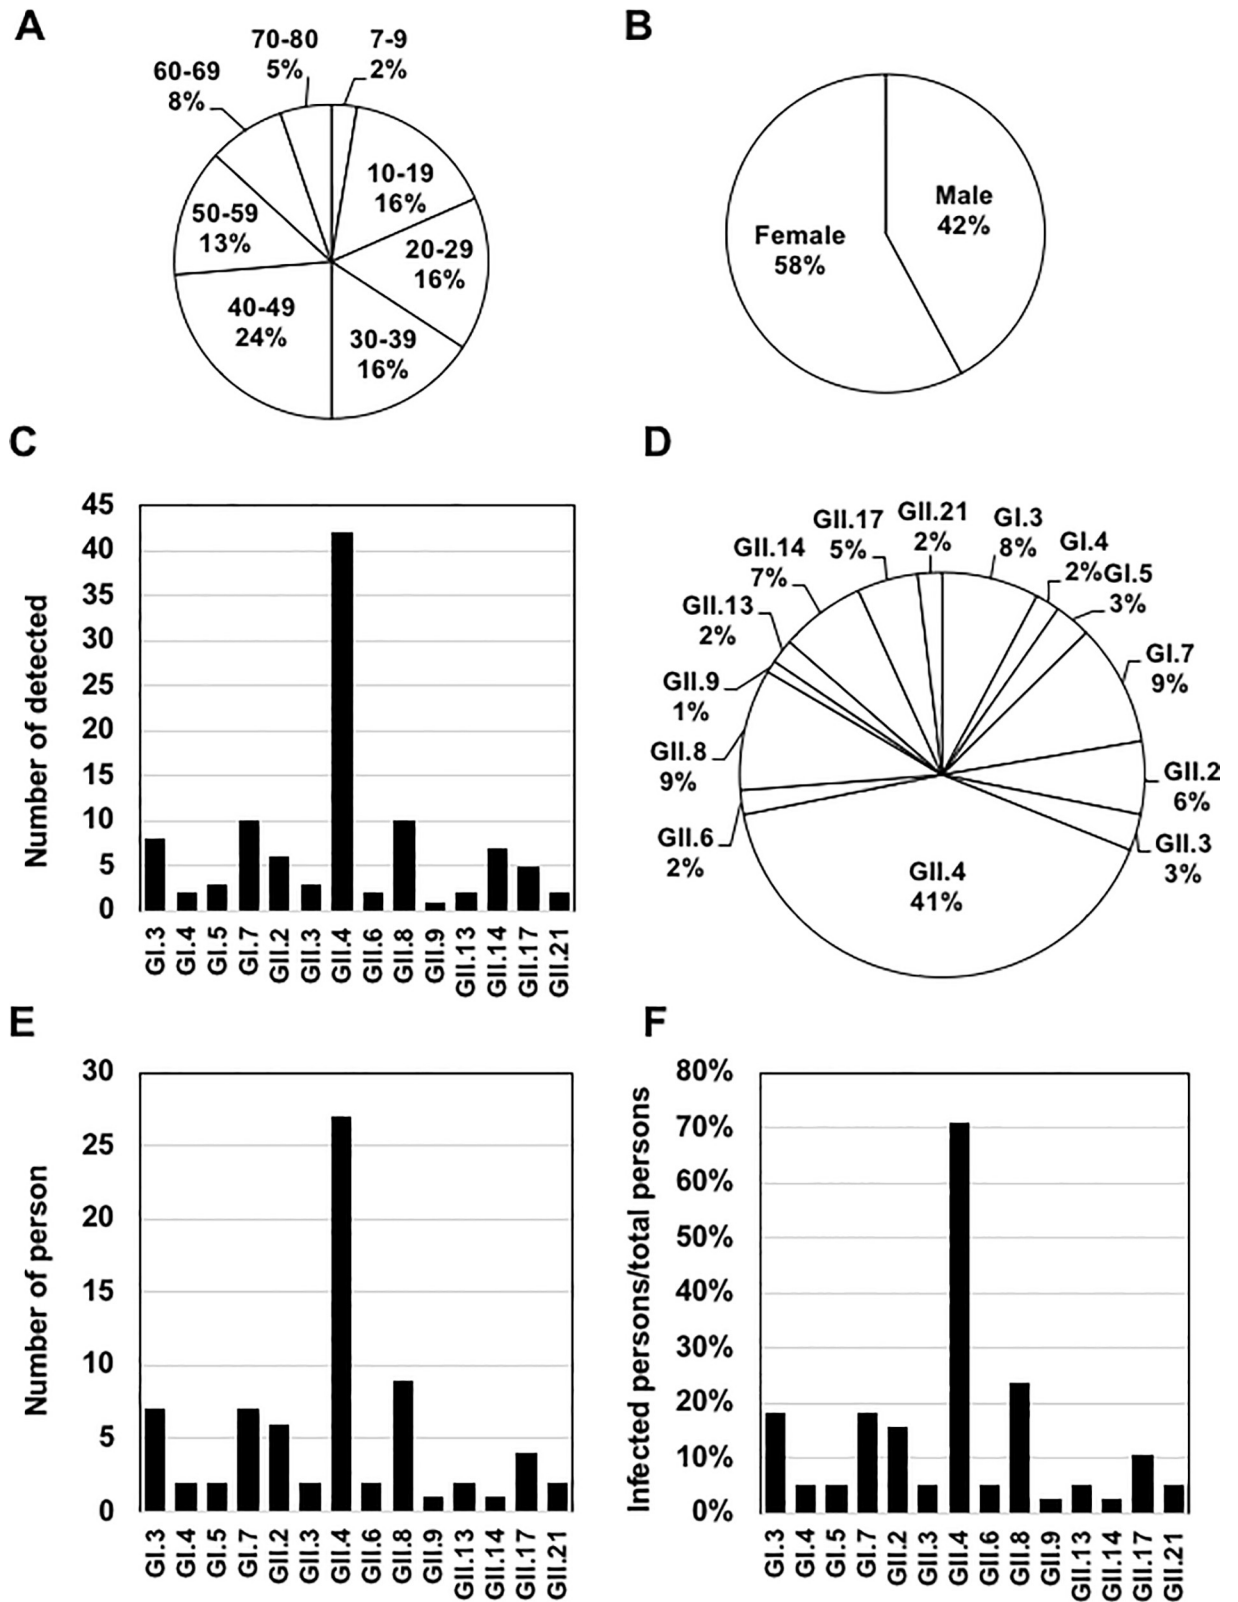 A
70-80
5%
7-9
2%
60-69
8%
10-19
16%
50-59
13%
20-29
16%
40-49
24%
30-39
16%
B
Male
42%
Female
58%
C
Number of detected
45
40
35
30
25
20
15
10
5
0
GI.3
GI.4
GI.5
GI.7
GII.2
GII.3
GII.4
GII.6
GII.8
GII.9
GII.13
GII.14
GII.17
GII.21
D
GII.17
5%
GII.21
2%
GI.3
8%
GI.4
2%
GI.5
3%
GII.14
7%
GII.13
2%
GI.7
9%
GII.9
1%
GII.8
9%
GII.2
6%
GII.6
2%
GII.3
3%
GII.4
41%
E
Number of person
30
25
20
15
10
5
0
GI.3
GI.4
GI.5
GI.7
GII.2
GII.3
GII.4
GII.6
GII.8
GII.9
GII.13
GII.14
GII.17
GII.21
F
Infected persons/total persons
80%
70%
60%
50%
40%
30%
20%
10%
0%
GI.3
GI.4
GI.5
GI.7
GII.2
GII.3
GII.4
GII.6
GII.8
GII.9
GII.13
GII.14
GII.17
GII.21